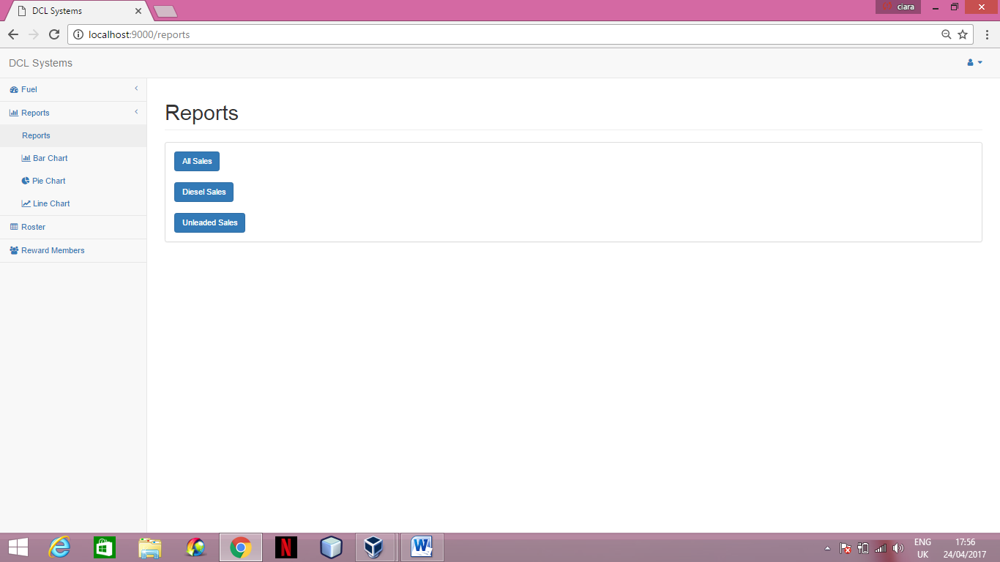 DCL Systems
ciara
localhost:9000/reports
DCL Systems
Fuel
Reports
Reports
Bar Chart
Pie Chart
Line Chart
Roster
Reward Members
Reports
All Sales
Diesel Sales
Unleaded Sales
ENG 17:56
UK 24/04/2017